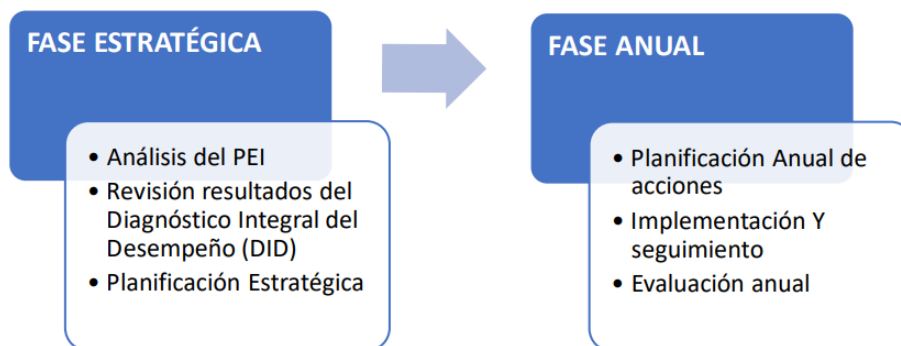 FASE ESTRATÉGICA
• Análisis del PEI
• Revisión resultados del
Diagnóstico Integral del
Desempeño (DID)
• Planificación Estratégica
FASE ANUAL
• Planificación Anual de
acciones
• Implementación Y
seguimiento
• Evaluación anual